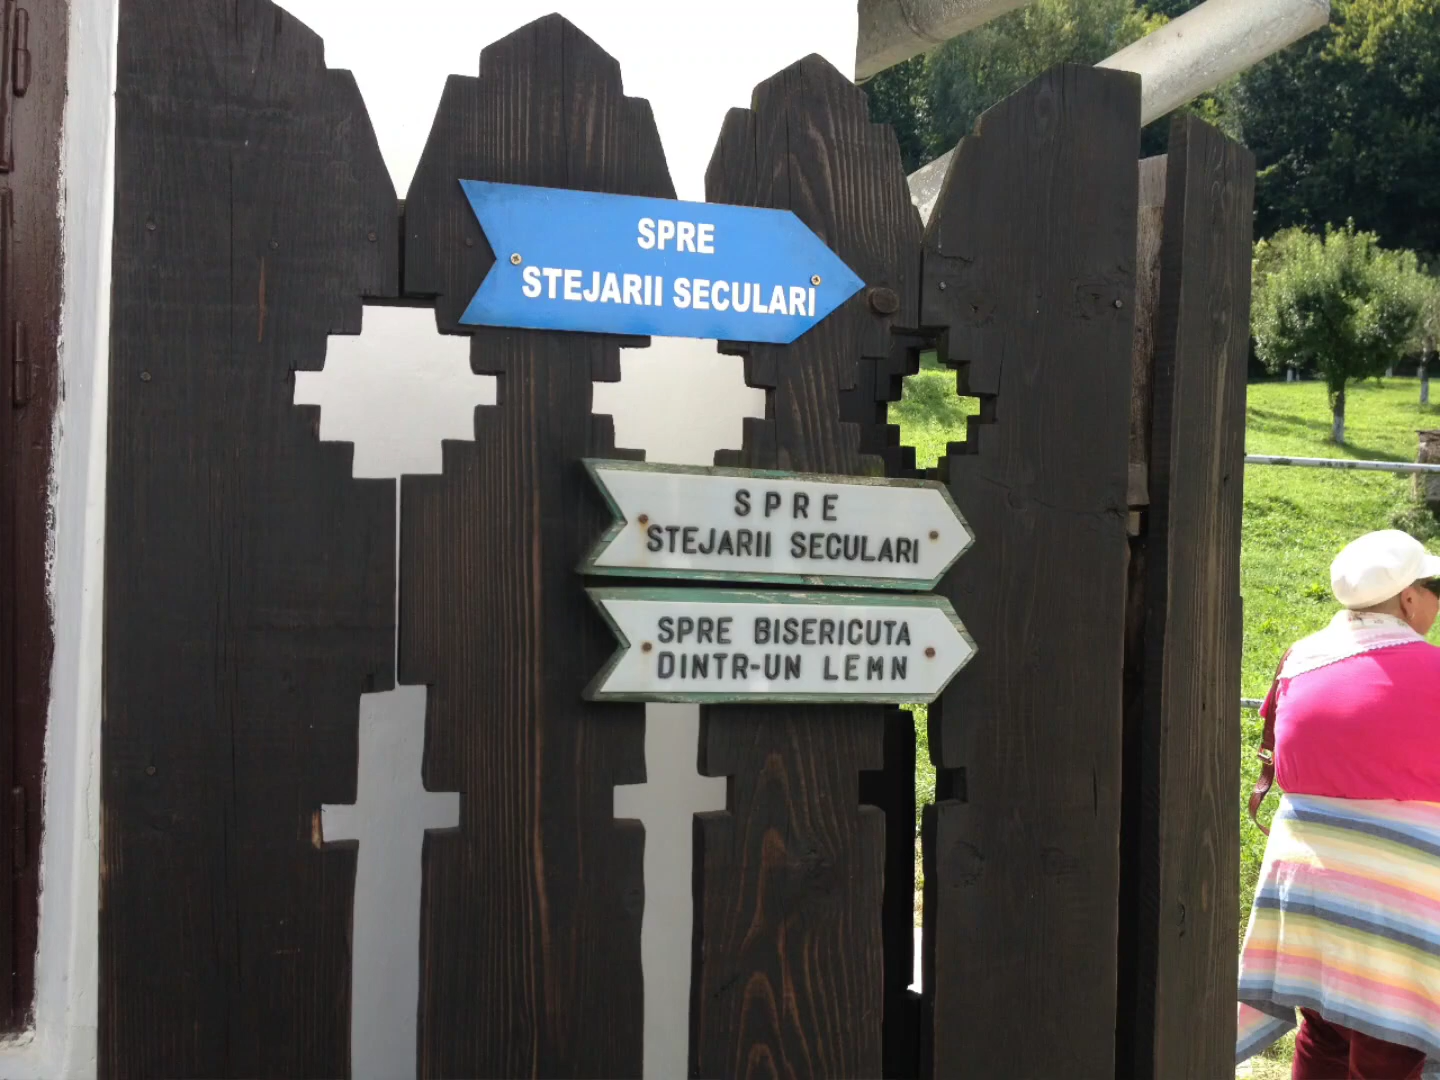 SPRE
STEJARII SECULARI
SPRE
STEJARII SECULARI
SPRE BISERICUTA
DINTR-UN LEMN